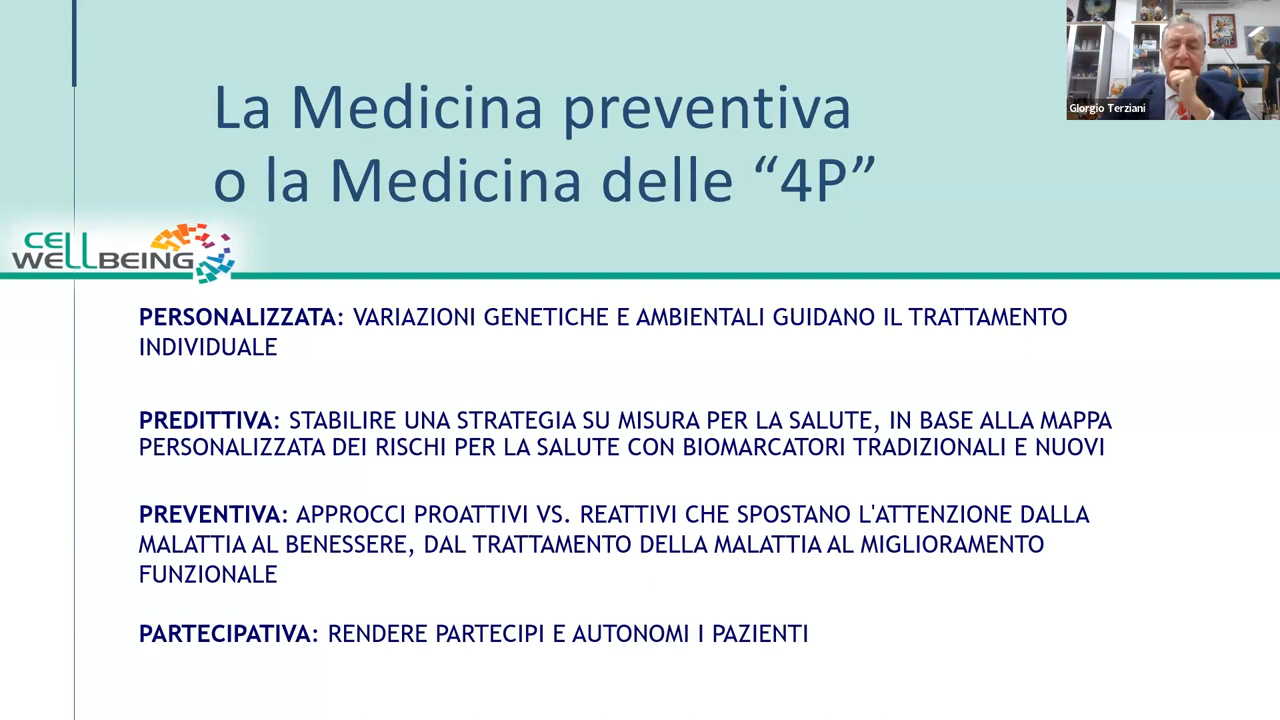 La Medicina preventiva
o la Medicina delle “4P”
Giorgio Terziani
CELL
WELLBEING
PERSONALIZZATA: VARIAZIONI GENETICHE E AMBIENTALI GUIDANO IL TRATTAMENTO
INDIVIDUALE
PREDITTIVA: STABILIRE UNA STRATEGIA SU MISURA PER LA SALUTE, IN BASE ALLA MAPPA
PERSONALIZZATA DEI RISCHI PER LA SALUTE CON BIOMARCATORI TRADIZIONALI E NUOVI
PREVENTIVA: APPROCCI PROATTIVI VS. REATTIVI CHE SPOSTANO L'ATTENZIONE DALLA
MALATTIA AL BENESSERE, DAL TRATTAMENTO DELLA MALATTIA AL MIGLIORAMENTO
FUNZIONALE
PARTECIPATIVA: RENDERE PARTECIPI E AUTONOMI I PAZIENTI